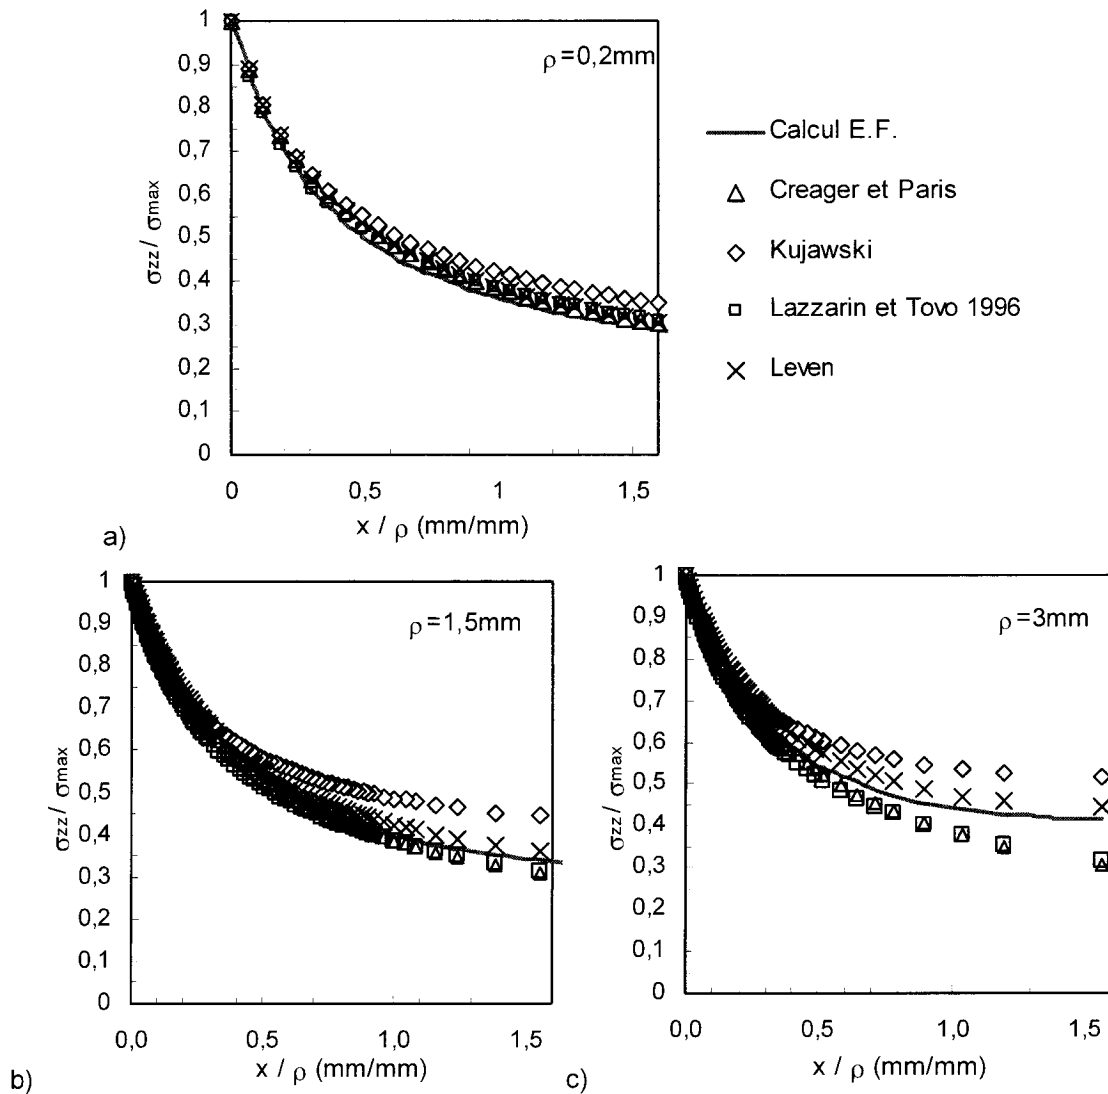 1
0,9
0,8
0,7
0,6
0,5
0,4
0,3
0,2
0,1
0
σzz / σmax
ρ=0,2mm
0 0,5 1 1,5
x / ρ (mm/mm)
a)
Calcul E.F.
Creager et Paris
Kujawski
Lazzarin et Tovo 1996
Leven
1
0,9
0,8
0,7
0,6
0,5
0,4
0,3
0,2
0,1
0
σzz / σmax
ρ=1,5mm
0,0 0,5 1,0 1,5
x / ρ (mm/mm)
b)
1
0,9
0,8
0,7
0,6
0,5
0,4
0,3
0,2
0,1
0
σzz / σmax
ρ=3mm
0,0 0,5 1,0 1,5
x / ρ (mm/mm)
c)